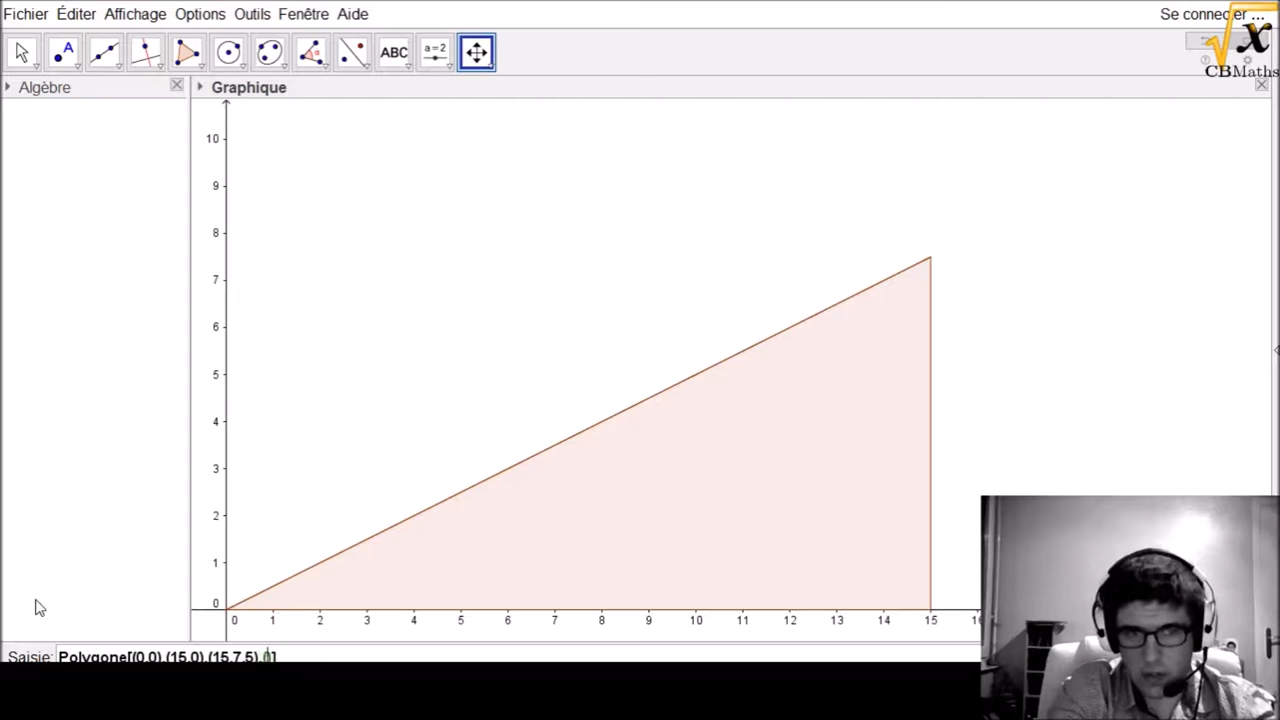 Fichier Éditer Affichage Options Outils Fenêtre Aide
Se connecter ...
A
ABC
a=2
x
CBMaths
Algèbre
Graphique
10
9
8
7
6
5
4
3
2
1
0
0 1 2 3 4 5 6 7 8 9 10 11 12 13 14 15
Saisie: Polygone[(0,0),(15,0),(15,7.5),()]